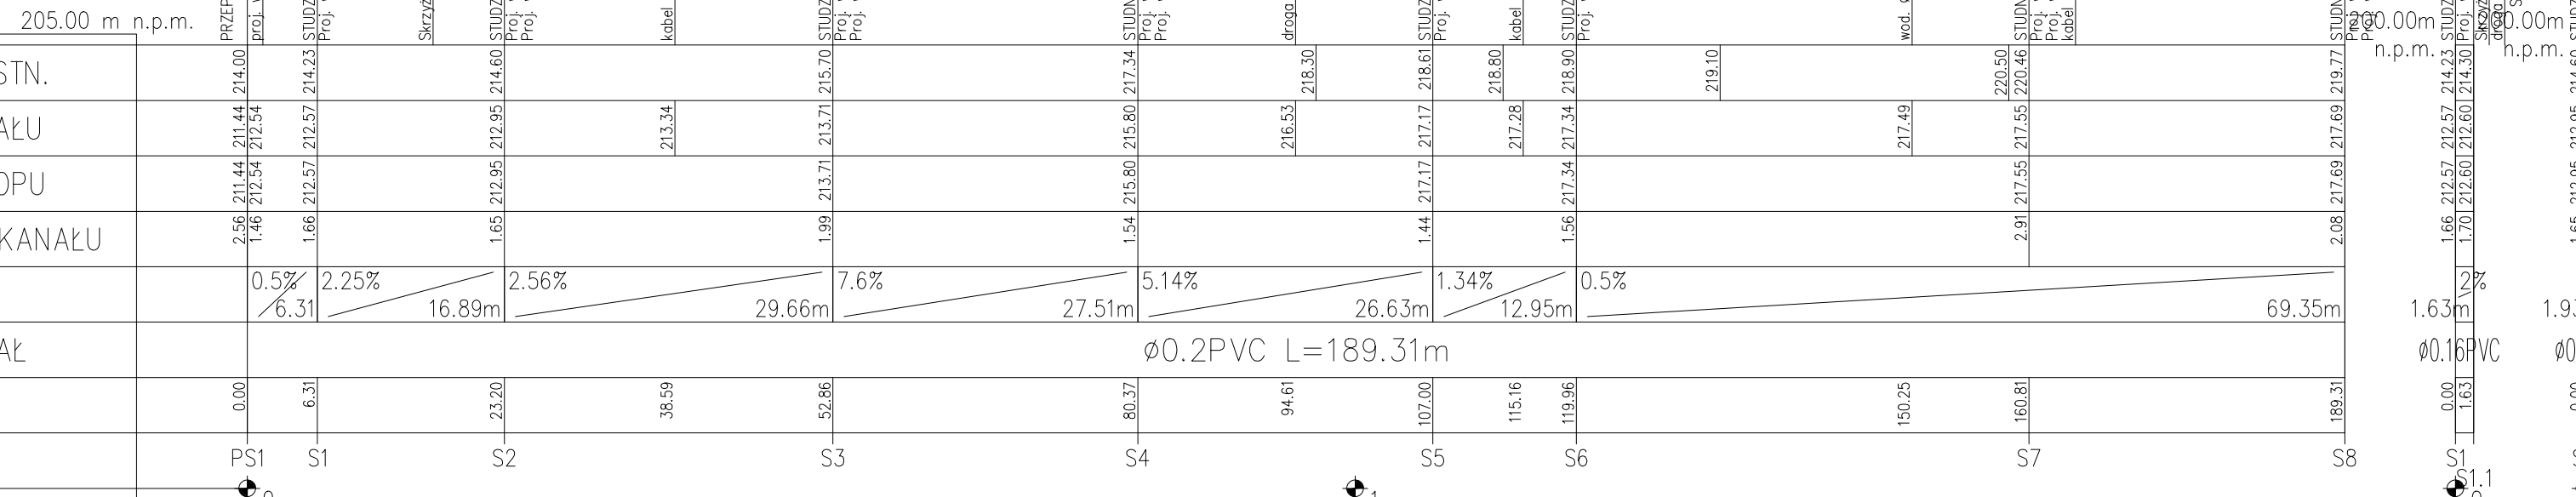 205.00 m n.p.m.
PRZEP proj. STUDZ Proj. Skrzyż STUDZ Proj. Proj. kabel STUDZ Proj. Proj. STUDN Proj. Proj. droga STUDZ Proj. kabel STUDZ Proj. wod. STUDN Proj. Proj. kabel STUDN STUDZ Proj. Skrzyż droga
n.p.m. n.p.m.
STN. 214.00 214.23 214.60 215.70 217.34 218.30 218.61 218.80 218.90 219.10 220.50 220.46 219.77 214.23 214.30
AŁU 211.44 212.54 212.57 212.95 213.34 213.71 215.80 216.53 217.17 217.28 217.34 217.49 217.55 217.69 212.57 212.60
OPU 211.44 212.54 212.57 212.95 213.71 215.80 217.17 217.34 217.55 217.69 212.57 212.60
KANAŁU 2.56 1.46 1.66 1.65 1.99 1.54 1.44 1.56 2.91 2.08 1.66 1.70
0.5% 2.25% 2.56% 7.6% 5.14% 1.34% 0.5% 2%
6.31 16.89m 29.66m 27.51m 26.63m 12.95m 69.35m 1.63m 1.93
AŁ ø0.2PVC L=189.31m ø0.16PVC ø0
0.00 6.31 23.20 38.59 52.86 80.37 94.61 107.00 115.16 119.96 150.25 160.81 189.31 0.00 1.63
PS1 S1 S2 S3 S4 S5 S6 S7 S8 S1
S1.1